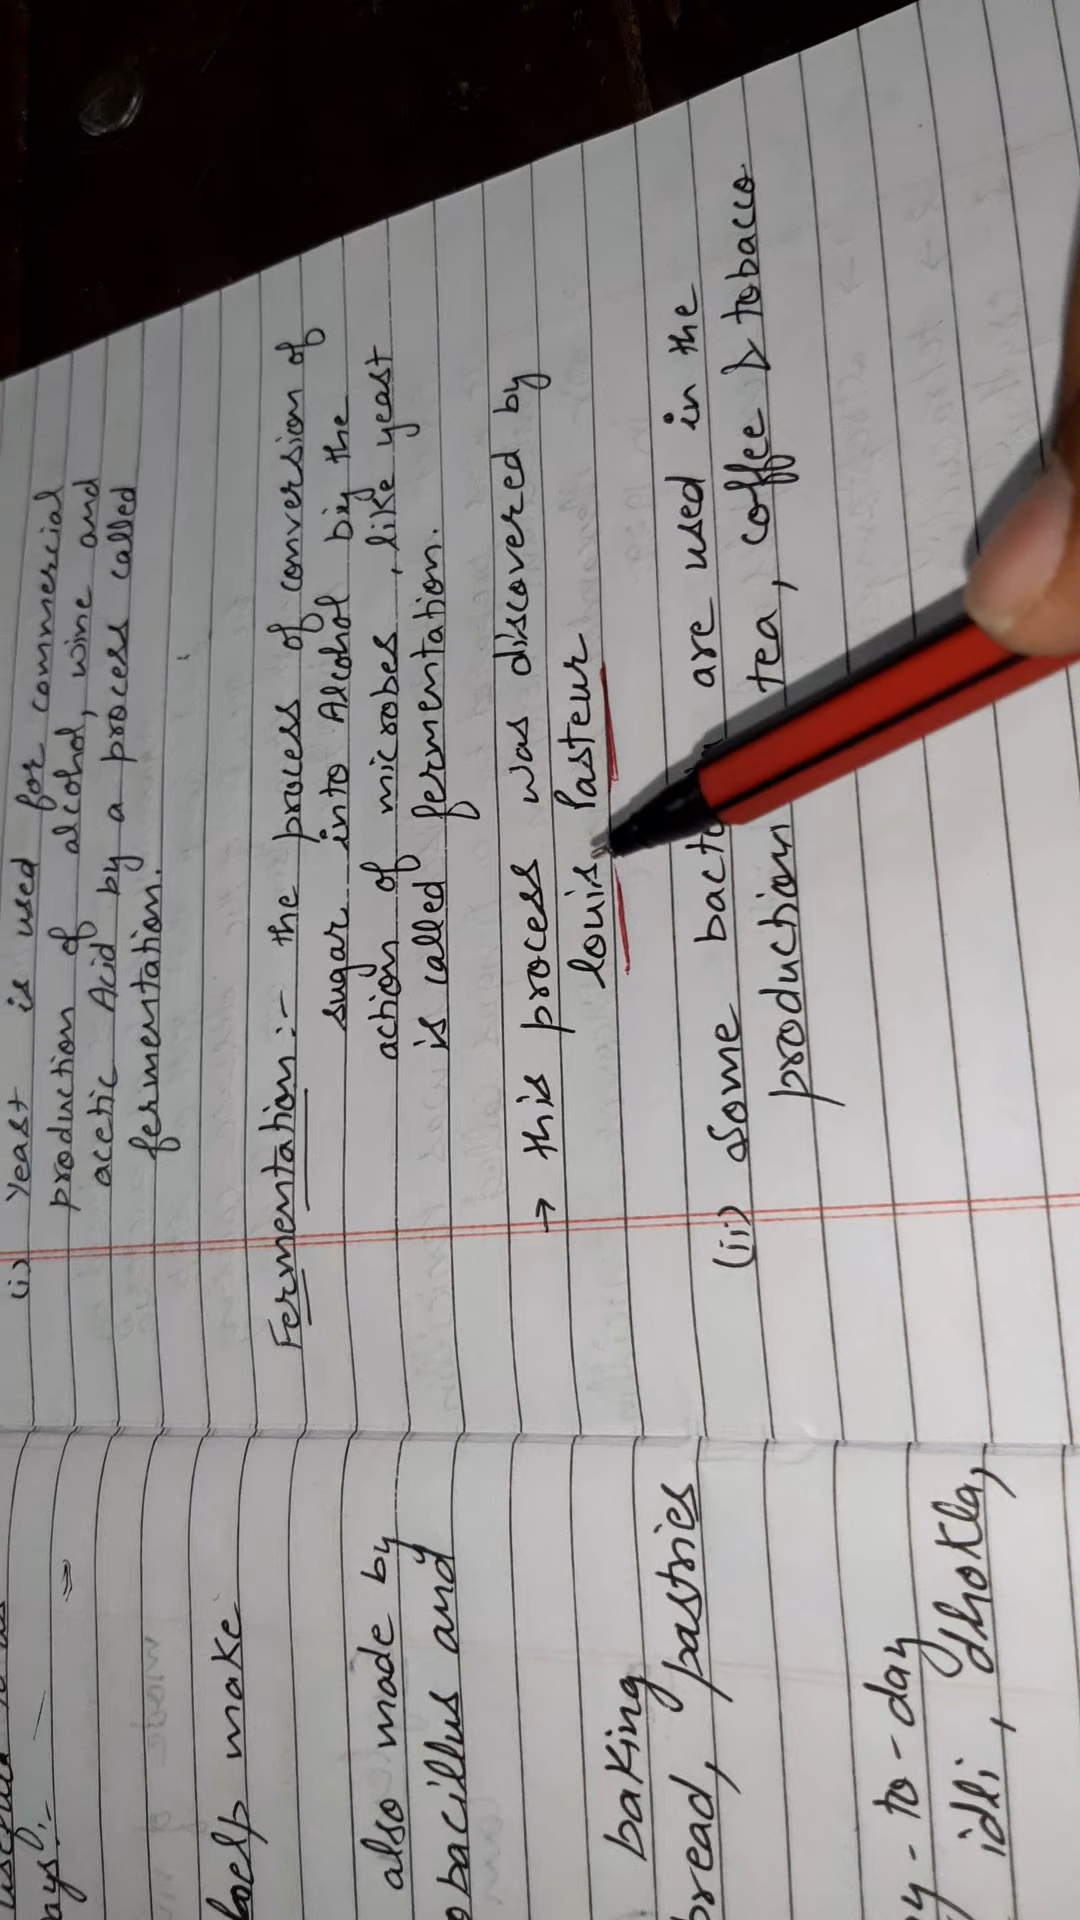 ays :-
help make
also made by
bacillus and
baking
bread, pastries
y-to-day
idli, dhokla,
(i) yeast is used for commercial
production of alcohol, wine and
acetic Acid by a process called
fermentation.
Fermentation:- the process of conversion of
sugar into Alcohol by the
action of microbes, like yeast
is called fermentation.
→ this process was discovered by
louis Pasteur
(ii) Some are used in the
production tea, coffee & tobacco.